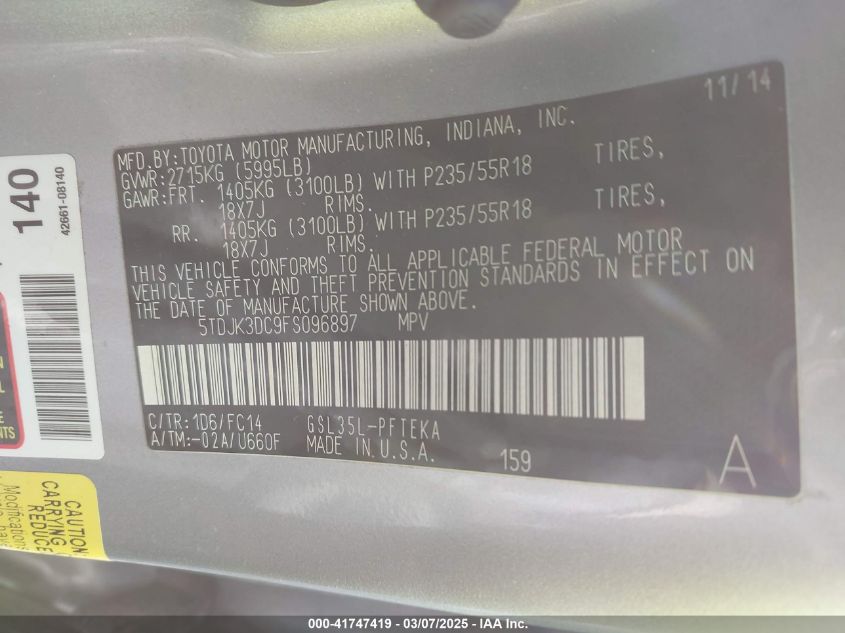 11/14
MFD.BY:TOYOTA MOTOR MANUFACTURING, INDIANA, INC.
GVWR:2715KG (5995LB)
GAWR:FRT. 1405KG (3100LB) WITH P235/55R18 TIRES,
18X7J RIMS.
RR. 1405KG (3100LB) WITH P235/55R18 TIRES,
18X7J RIMS.
THIS VEHICLE CONFORMS TO ALL APPLICABLE FEDERAL MOTOR
VEHICLE SAFETY AND THEFT PREVENTION STANDARDS IN EFFECT ON
THE DATE OF MANUFACTURE SHOWN ABOVE.
5TDJK3DC9FS096897 MPV
C/TR:1D6/FC14 GSL35L-PFTEKA
A/TM:-02A/U660F MADE IN U.S.A. 159 A
140
42661-08140
CAUTION
CARRYING
REDUCE
Modifications
000-41747419 — 03/07/2025 — IAA Inc.